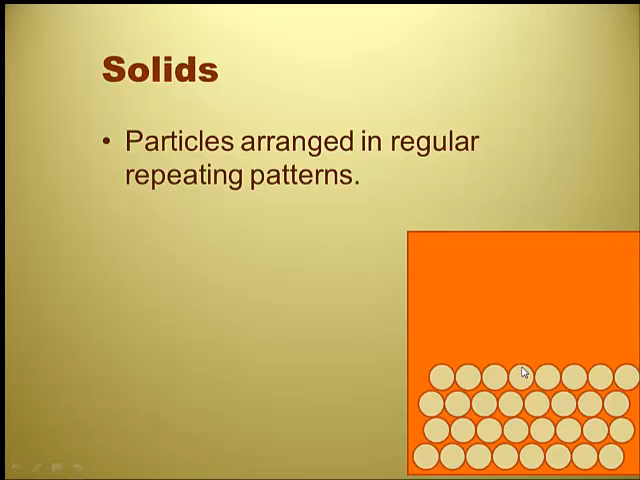 Solids
• Particles arranged in regular
repeating patterns.